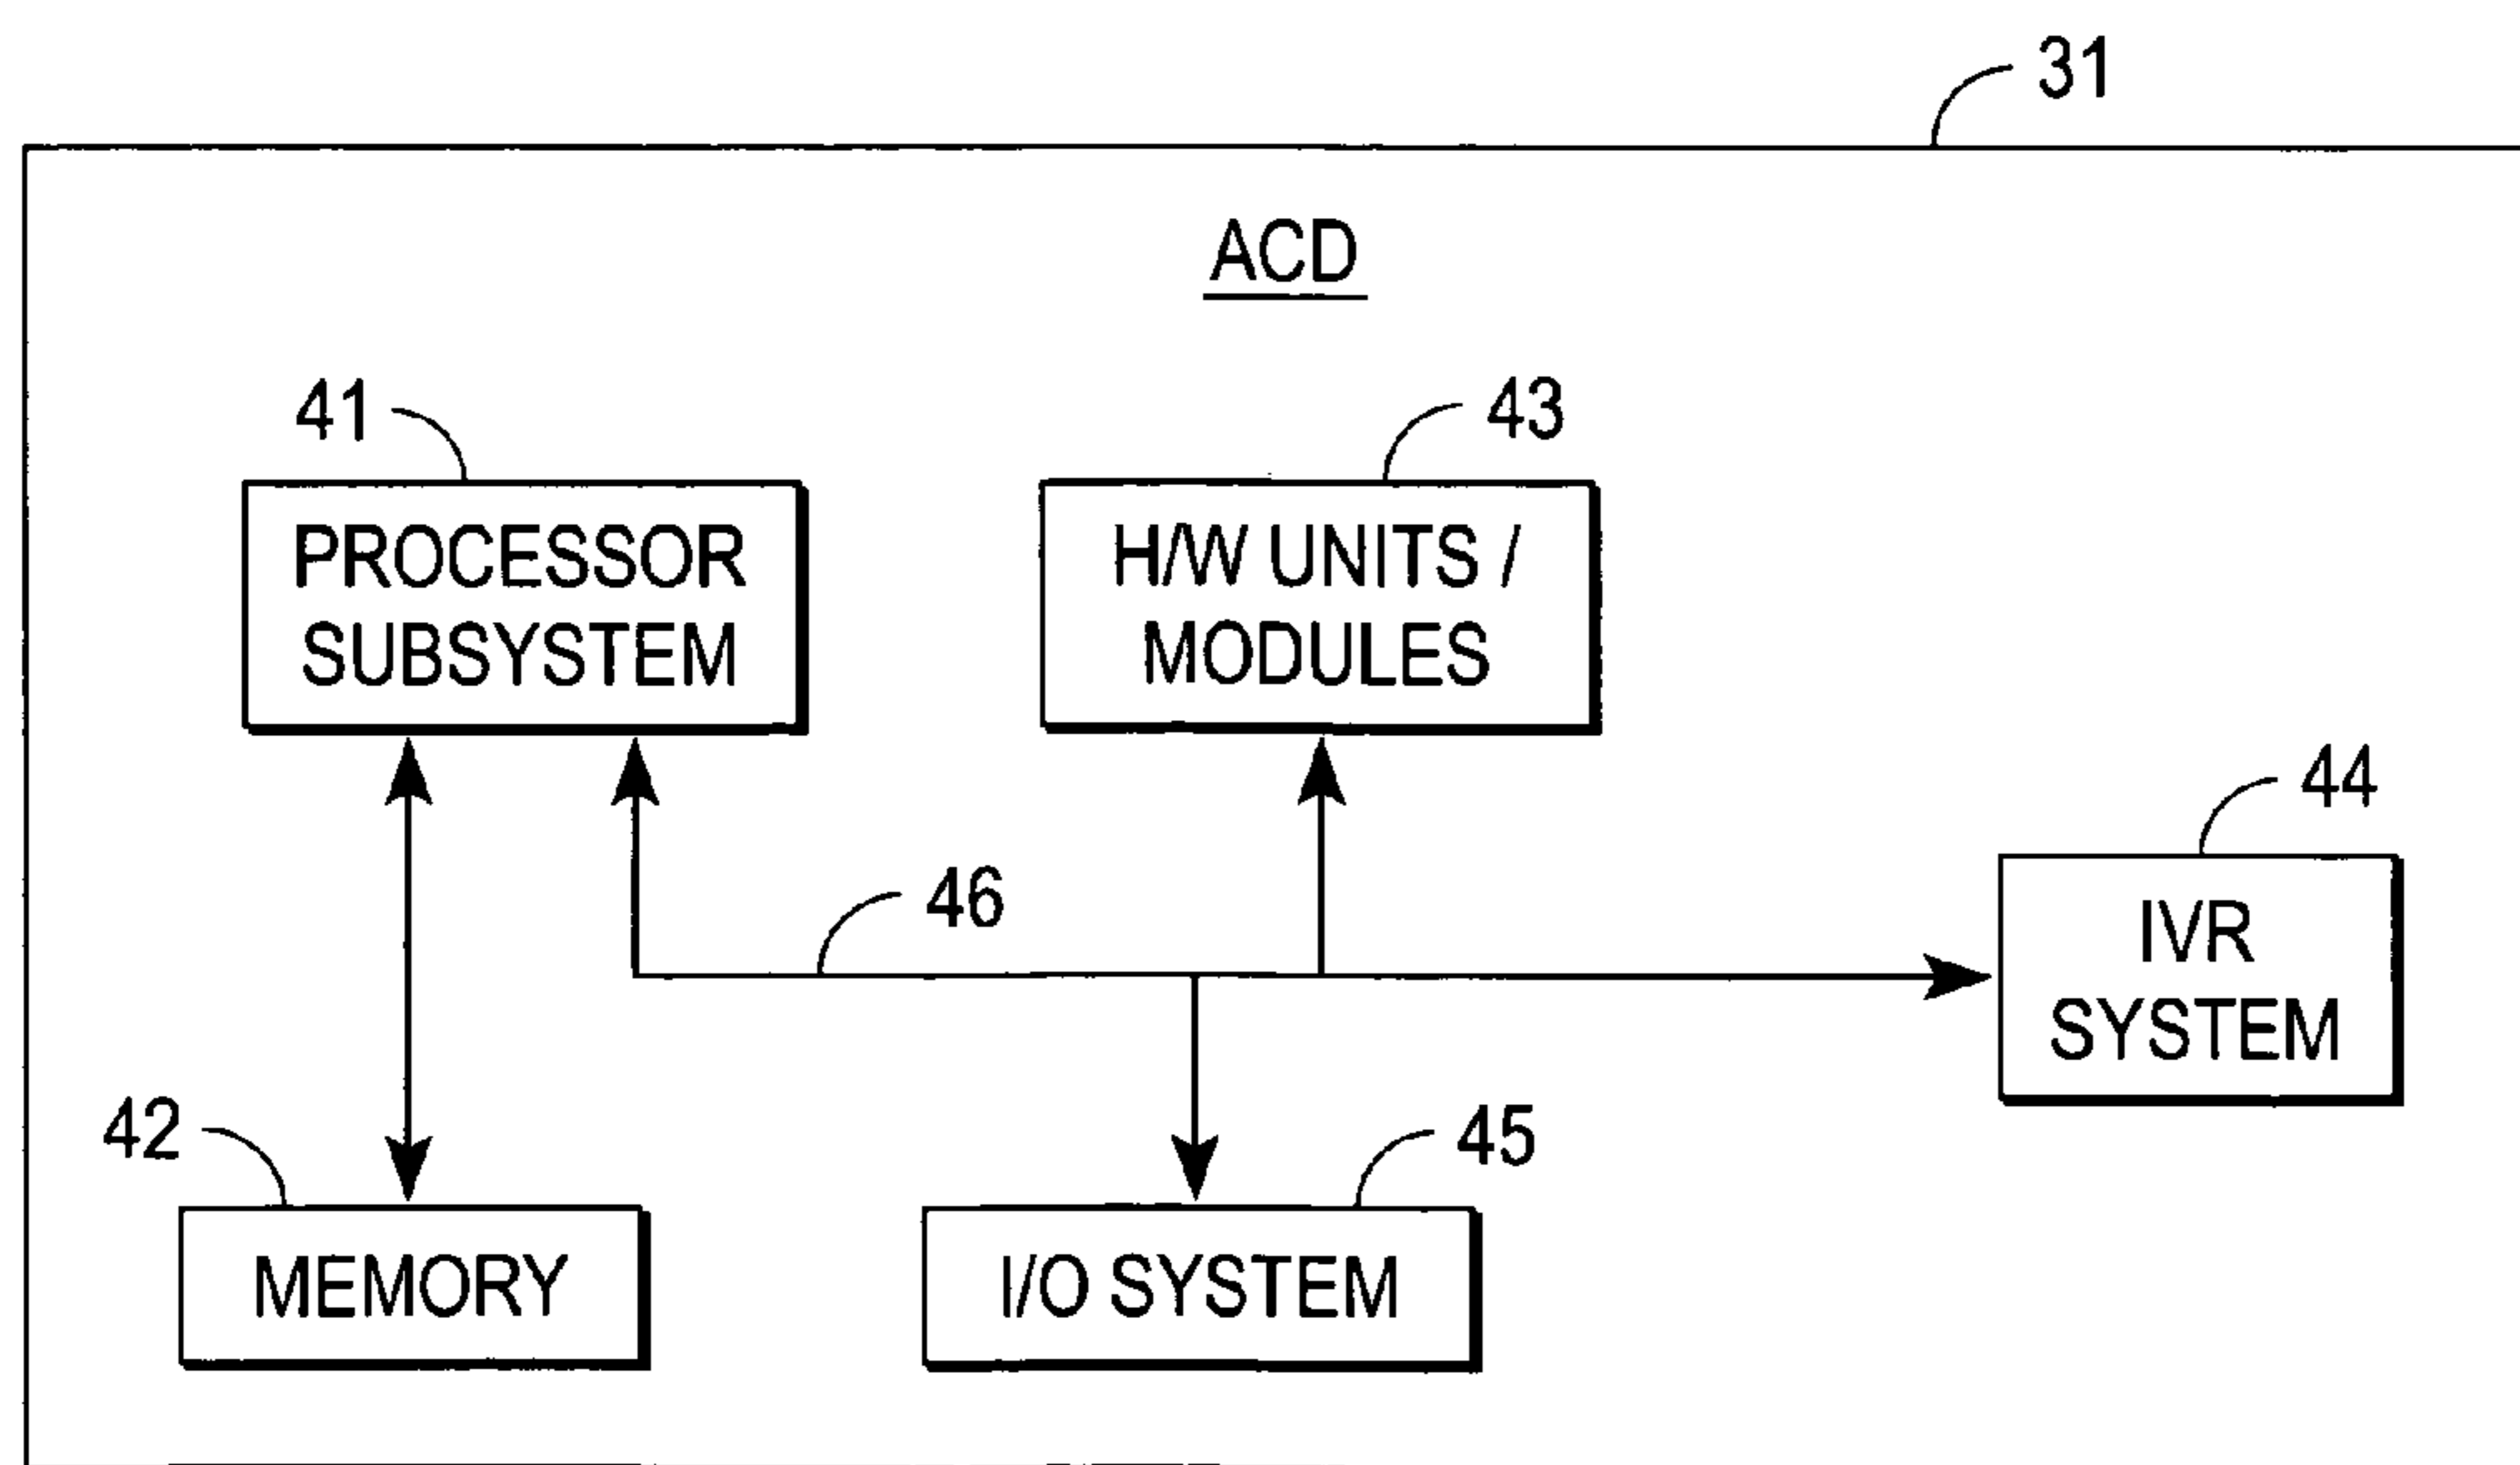 31
ACD
41
43
PROCESSOR
SUBSYSTEM
H/W UNITS /
MODULES
44
46
IVR
SYSTEM
42
45
MEMORY
I/O SYSTEM